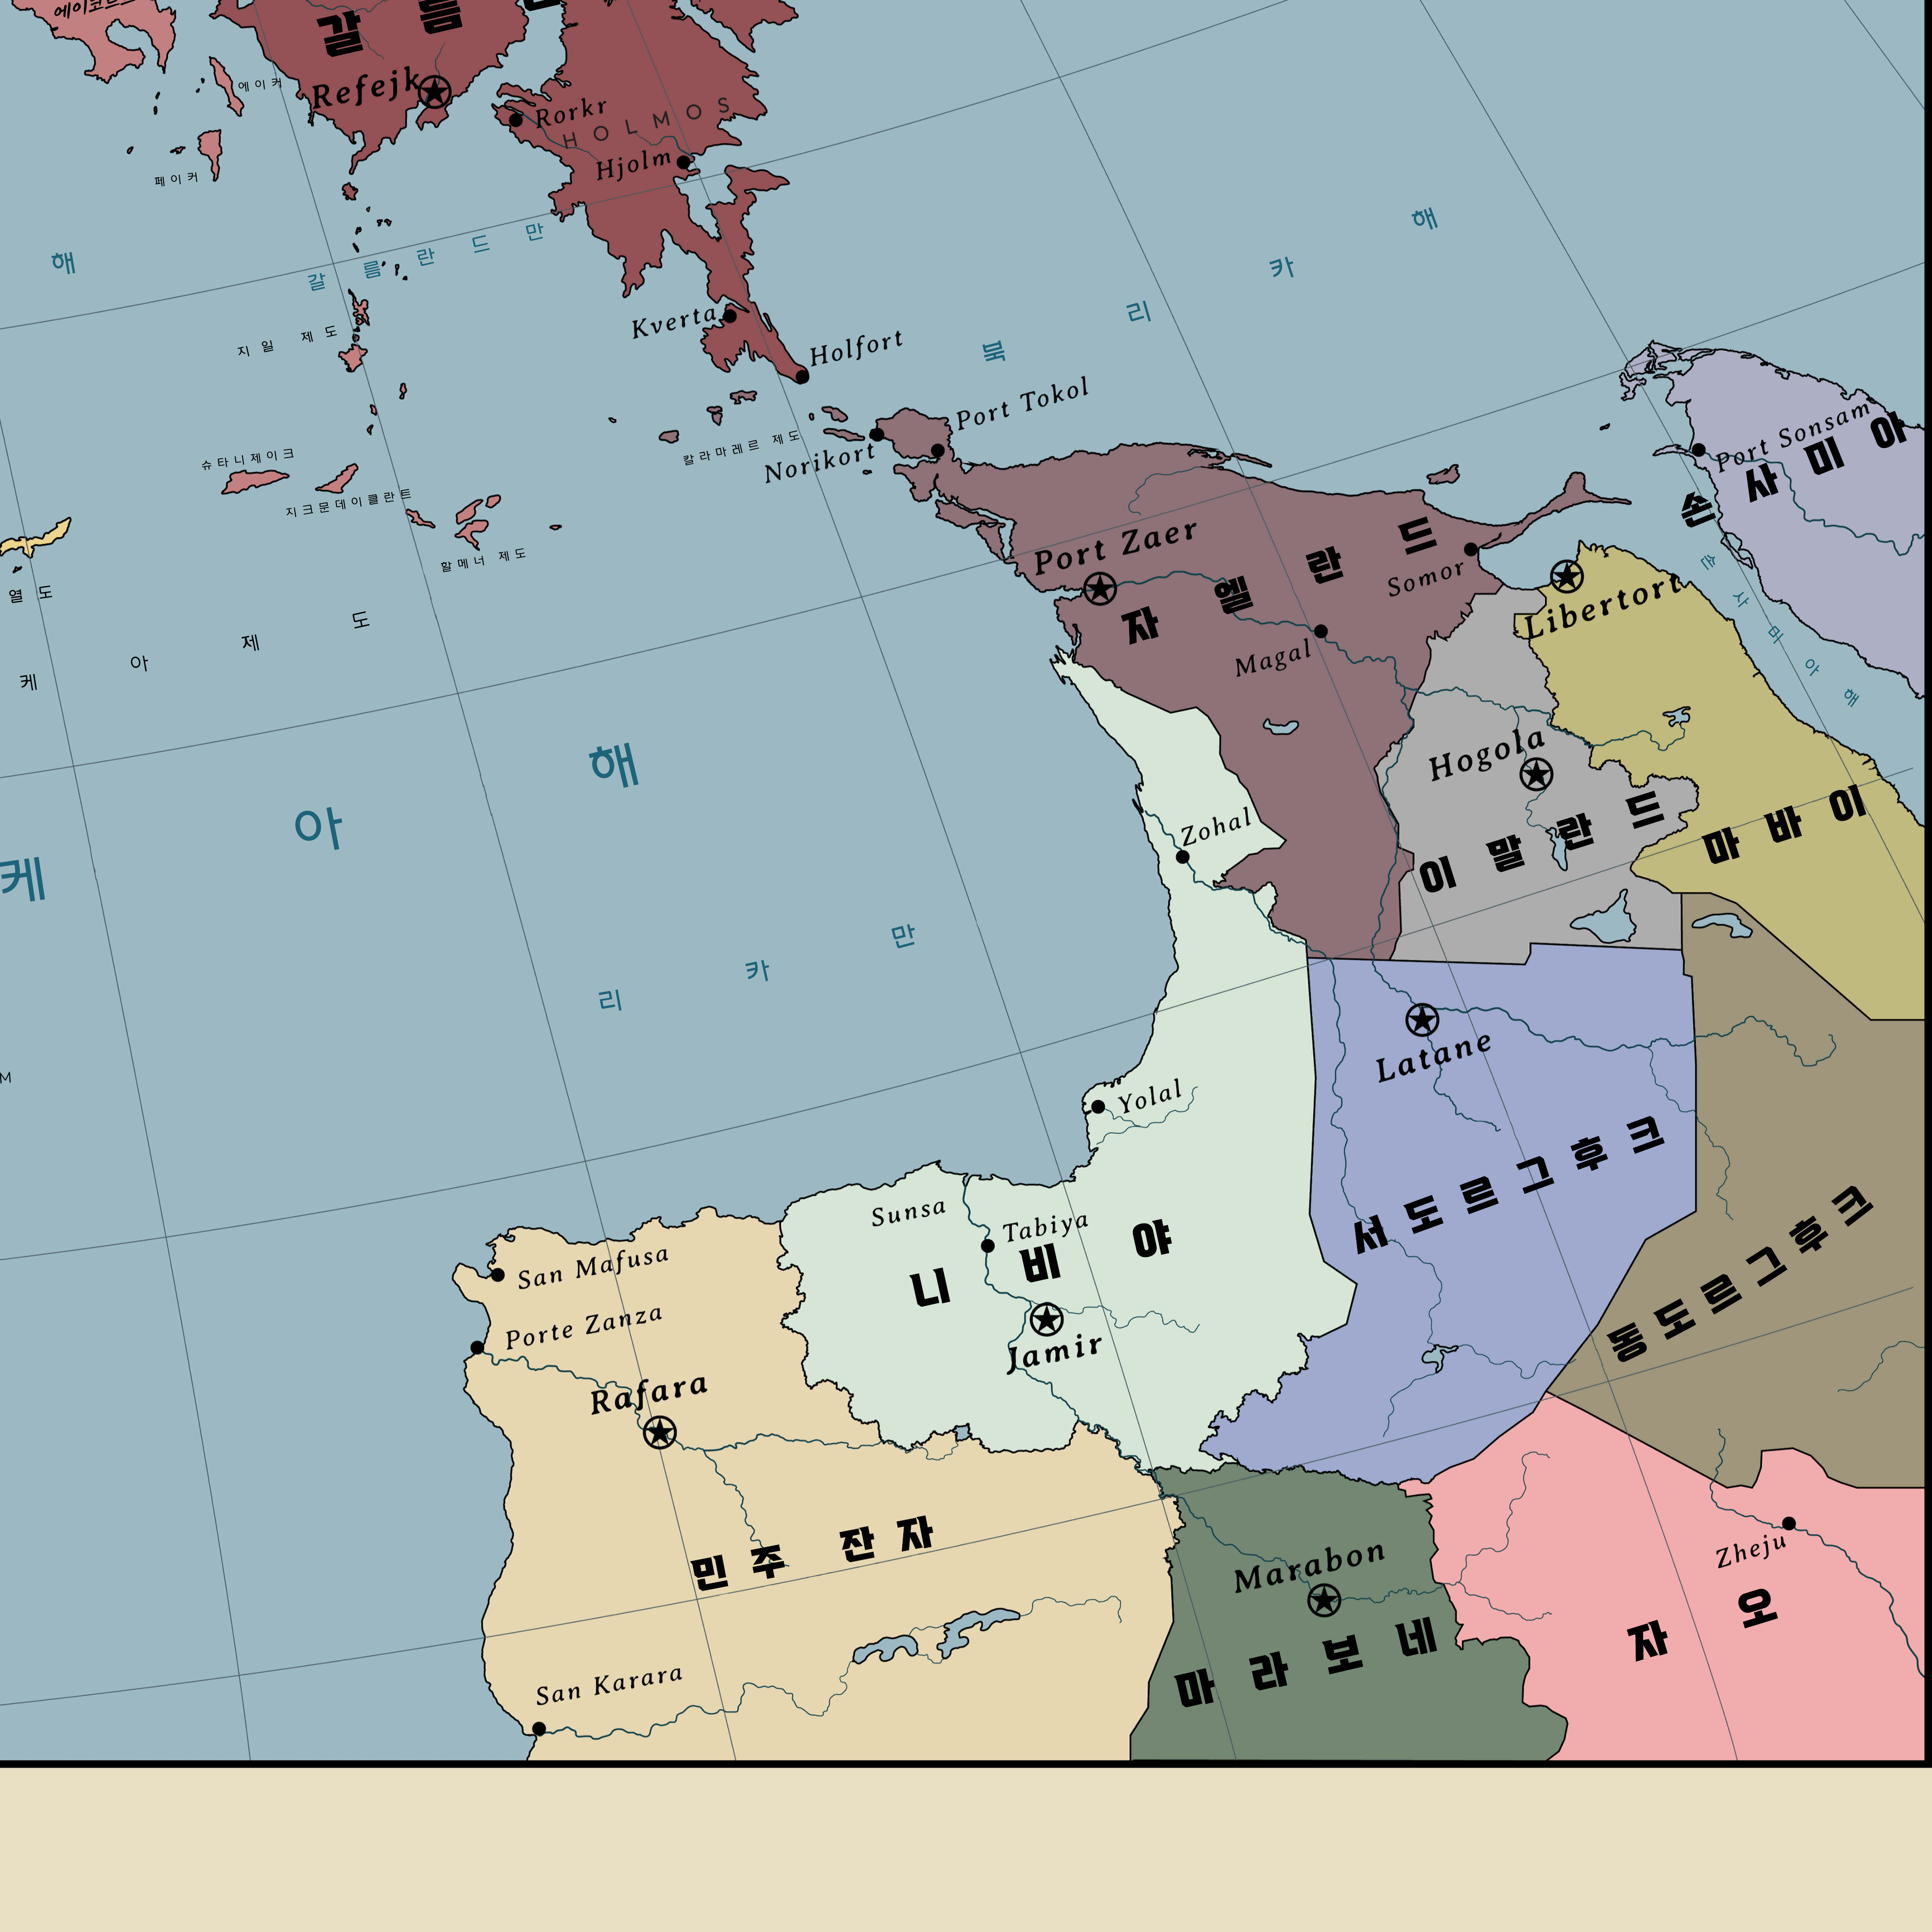 갈 름
Refejk
에 이 커
페 이 커
Rorkr
HOLMOS
Hjolm
해
갈 름 란 드 만
지 일 제 도
Kverta
Holfort
북 리 카 해
Port Tokol
Norikort
칼 라 마 레 르 제 도
슈 타 니 제 이 크
지 크 문 데 이 클 란 트
할 메 너 제 도
열 도
케 아 제 도
Port Sonsam
손 사 미 아
손 사 미 아 해
Port Zaer
자 엘 란 드
Somor
Libertort
Magal
Hogola
이 말 란 드
마 바 이
케 아 해
Zohal
리 카 만
Latane
서 도 르 그 후 크
동 도 르 그 후 크
M
Yolal
Sunsa
Tabiya
니 비 야
Jamir
San Mafusa
Porte Zanza
Rafara
민 주 잔 자
San Karara
Marabon
마 라 보 네
Zheju
자 오